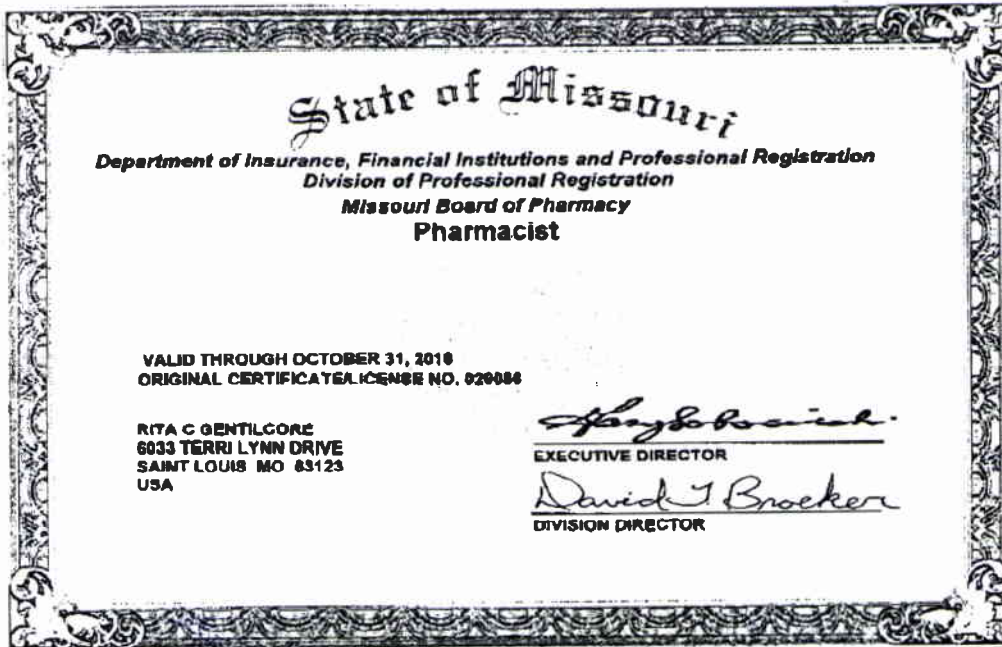 State of Missouri
Department of Insurance, Financial Institutions and Professional Registration
Division of Professional Registration
Missouri Board of Pharmacy
Pharmacist
VALID THROUGH OCTOBER 31,
ORIGINAL CERTIFICATE/LICENSE NO.
RITA C GENTILCORE
6033 TERRI LYNN DRIVE
SAINT LOUIS MO 63123
USA
EXECUTIVE DIRECTOR
David T Broeker
DIVISION DIRECTOR